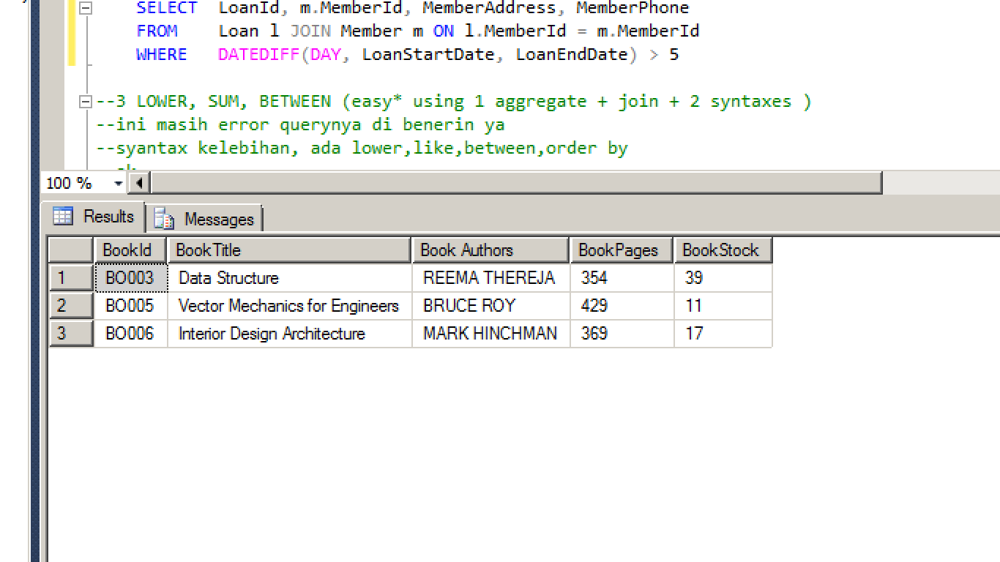 SELECT LoanId, m.MemberId, MemberAddress, MemberPhone
FROM Loan l JOIN Member m ON l.MemberId = m.MemberId
WHERE DATEDIFF(DAY, LoanStartDate, LoanEndDate) > 5
--3 LOWER, SUM, BETWEEN (easy* using 1 aggregate + join + 2 syntaxes )
--ini masih error querynya di benerin ya
--syantax kelebihan, ada lower,like,between,order by
100 %
Results Messages
BookId BookTitle Book Authors BookPages BookStock
1 BO003 Data Structure REEMA THEREJA 354 39
2 BO005 Vector Mechanics for Engineers BRUCE ROY 429 11
3 BO006 Interior Design Architecture MARK HINCHMAN 369 17